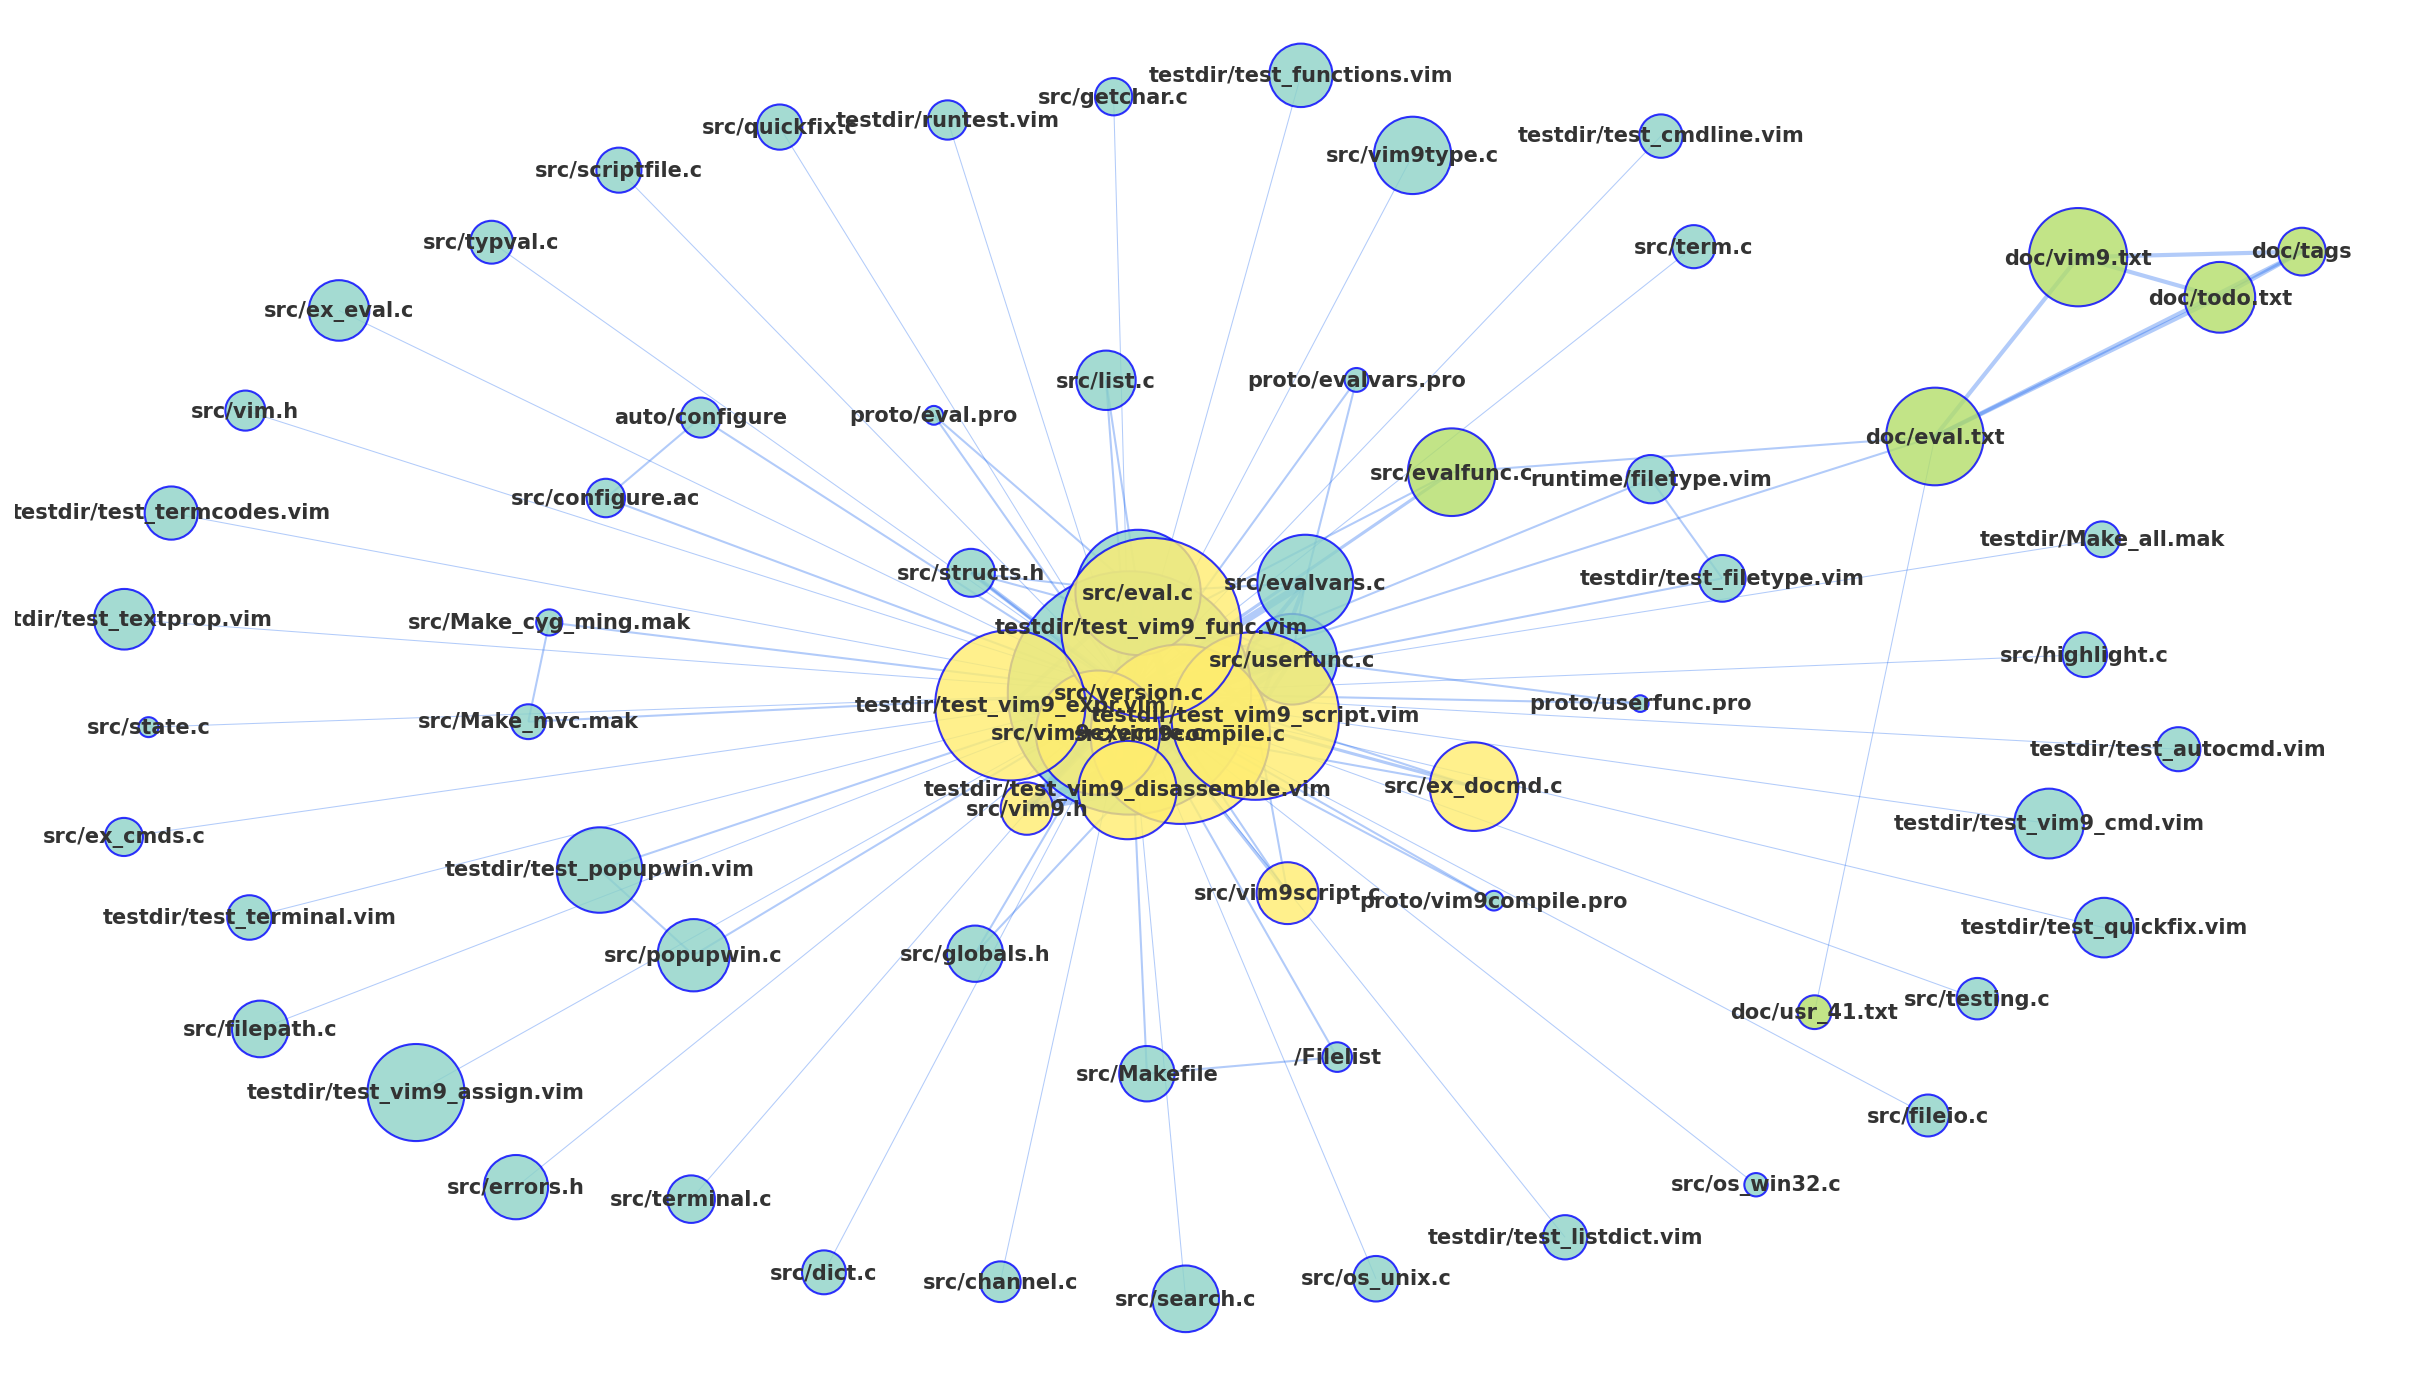 testdir/test_functions.vim
src/getchar.c
testdir/runtest.vim
src/quickfix.c
testdir/test_cmdline.vim
src/vim9type.c
src/scriptfile.c
src/typval.c
src/term.c
doc/tags
doc/vim9.txt
doc/todo.txt
src/ex_eval.c
src/list.c
proto/evalvars.pro
src/vim.h
auto/configure
proto/eval.pro
doc/eval.txt
src/evalfunc.c
runtime/filetype.vim
src/configure.ac
testdir/test_termcodes.vim
testdir/Make_all.mak
src/structs.h
testdir/test_filetype.vim
src/evalvars.c
src/eval.c
tdir/test_textprop.vim
src/Make_cyg_ming.mak
testdir/test_vim9_func.vim
src/highlight.c
src/userfunc.c
src/version.c
proto/userfunc.pro
testdir/test_vim9_expr.vim
testdir/test_vim9_script.vim
src/state.c
src/Make_mvc.mak
src/vim9execute.c
src/vim9compile.c
testdir/test_autocmd.vim
src/ex_docmd.c
testdir/test_vim9_disassemble.vim
src/vim9.h
testdir/test_vim9_cmd.vim
src/ex_cmds.c
testdir/test_popupwin.vim
src/vim9script.c
proto/vim9compile.pro
testdir/test_terminal.vim
testdir/test_quickfix.vim
src/popupwin.c
src/globals.h
src/testing.c
doc/usr_41.txt
src/filepath.c
/Filelist
src/Makefile
testdir/test_vim9_assign.vim
src/fileio.c
src/os_win32.c
src/errors.h
src/terminal.c
testdir/test_listdict.vim
src/dict.c
src/channel.c
src/os_unix.c
src/search.c